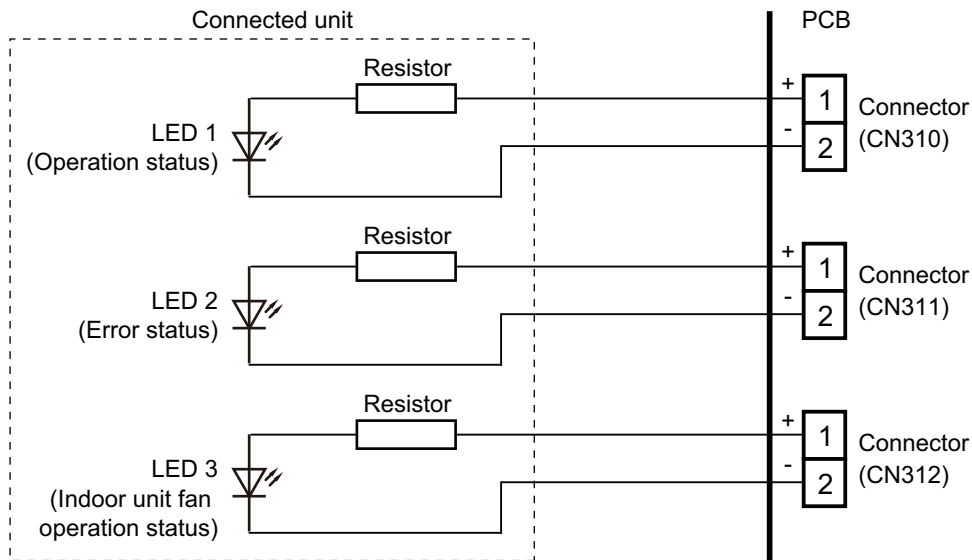 Connected unit
PCB
Resistor
LED 1
(Operation status)
+
-
1
2
Connector
(CN310)
Resistor
LED 2
(Error status)
+
-
1
2
Connector
(CN311)
Resistor
LED 3
(Indoor unit fan
operation status)
+
-
1
2
Connector
(CN312)